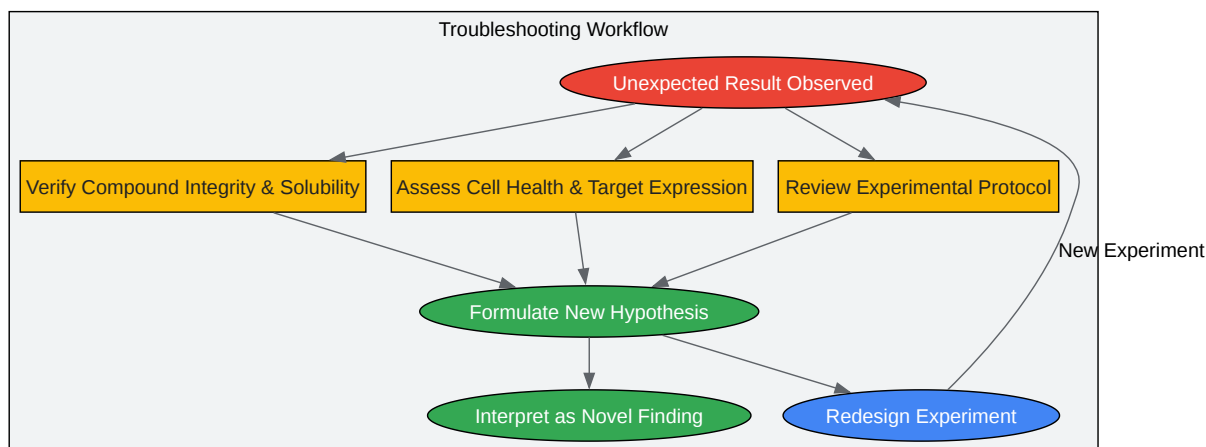 Troubleshooting Workflow
Unexpected Result Observed
Verify Compound Integrity & Solubility
Assess Cell Health & Target Expression
Review Experimental Protocol
New Experiment
Formulate New Hypothesis
Interpret as Novel Finding
Redesign Experiment